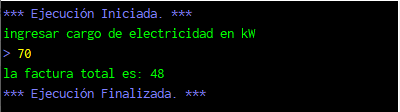 *** Ejecución Iniciada. ***
ingresar cargo de electricidad en kW
> 70
la factura total es: 48
*** Ejecución Finalizada. ***